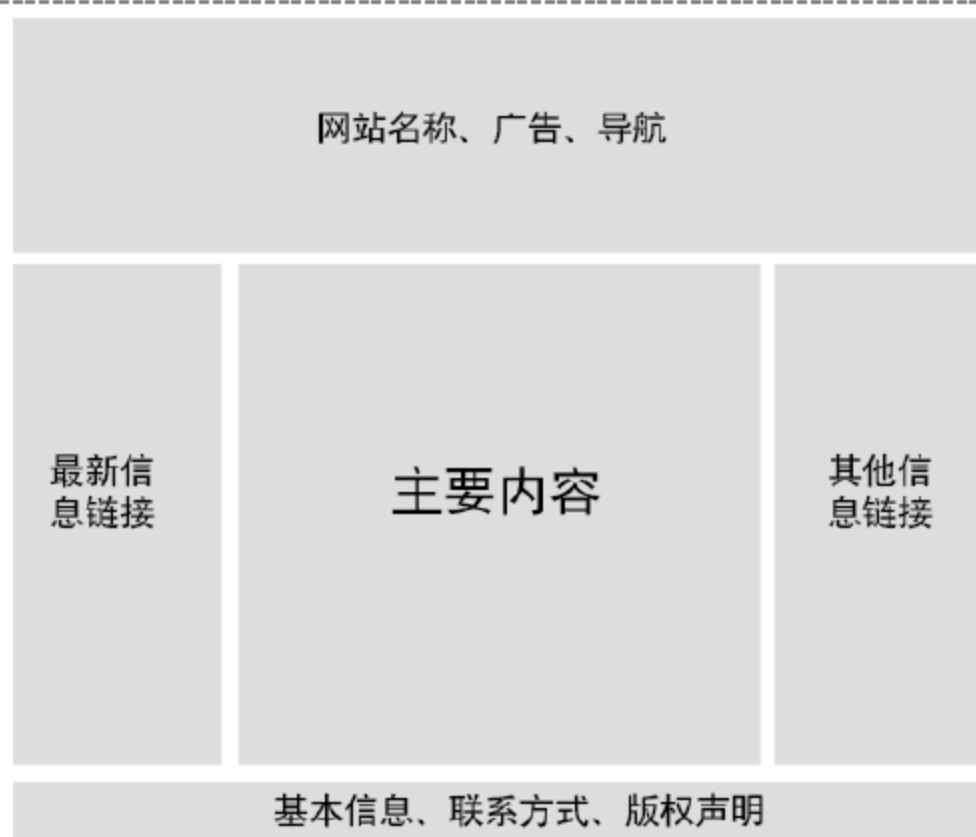 网站名称、广告、导航
最新信
息链接
主要内容
其他信
息链接
基本信息、联系方式、版权声明